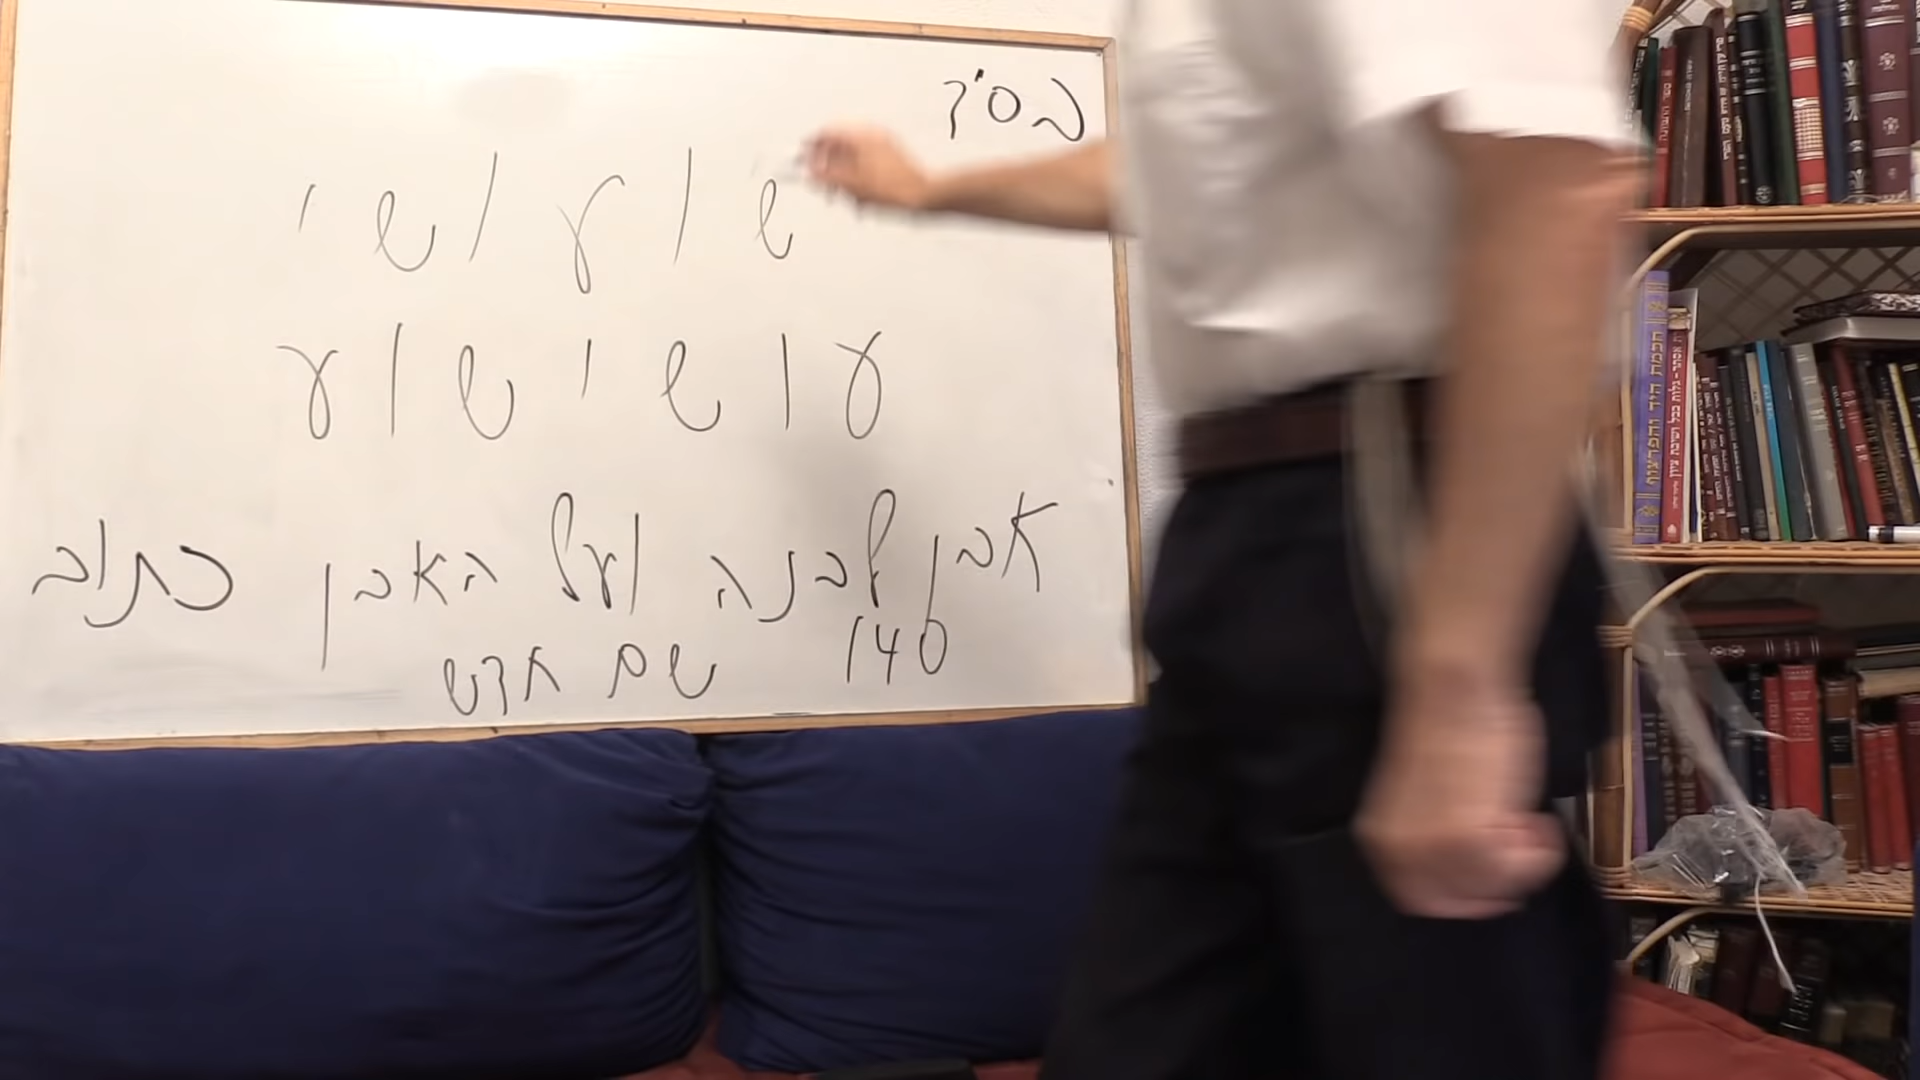 בס"ד
ש ו ע ו ש י
ע ו ש י ש ו ע
אבן לבנה ועל האבן כתוב
שם חדש 140